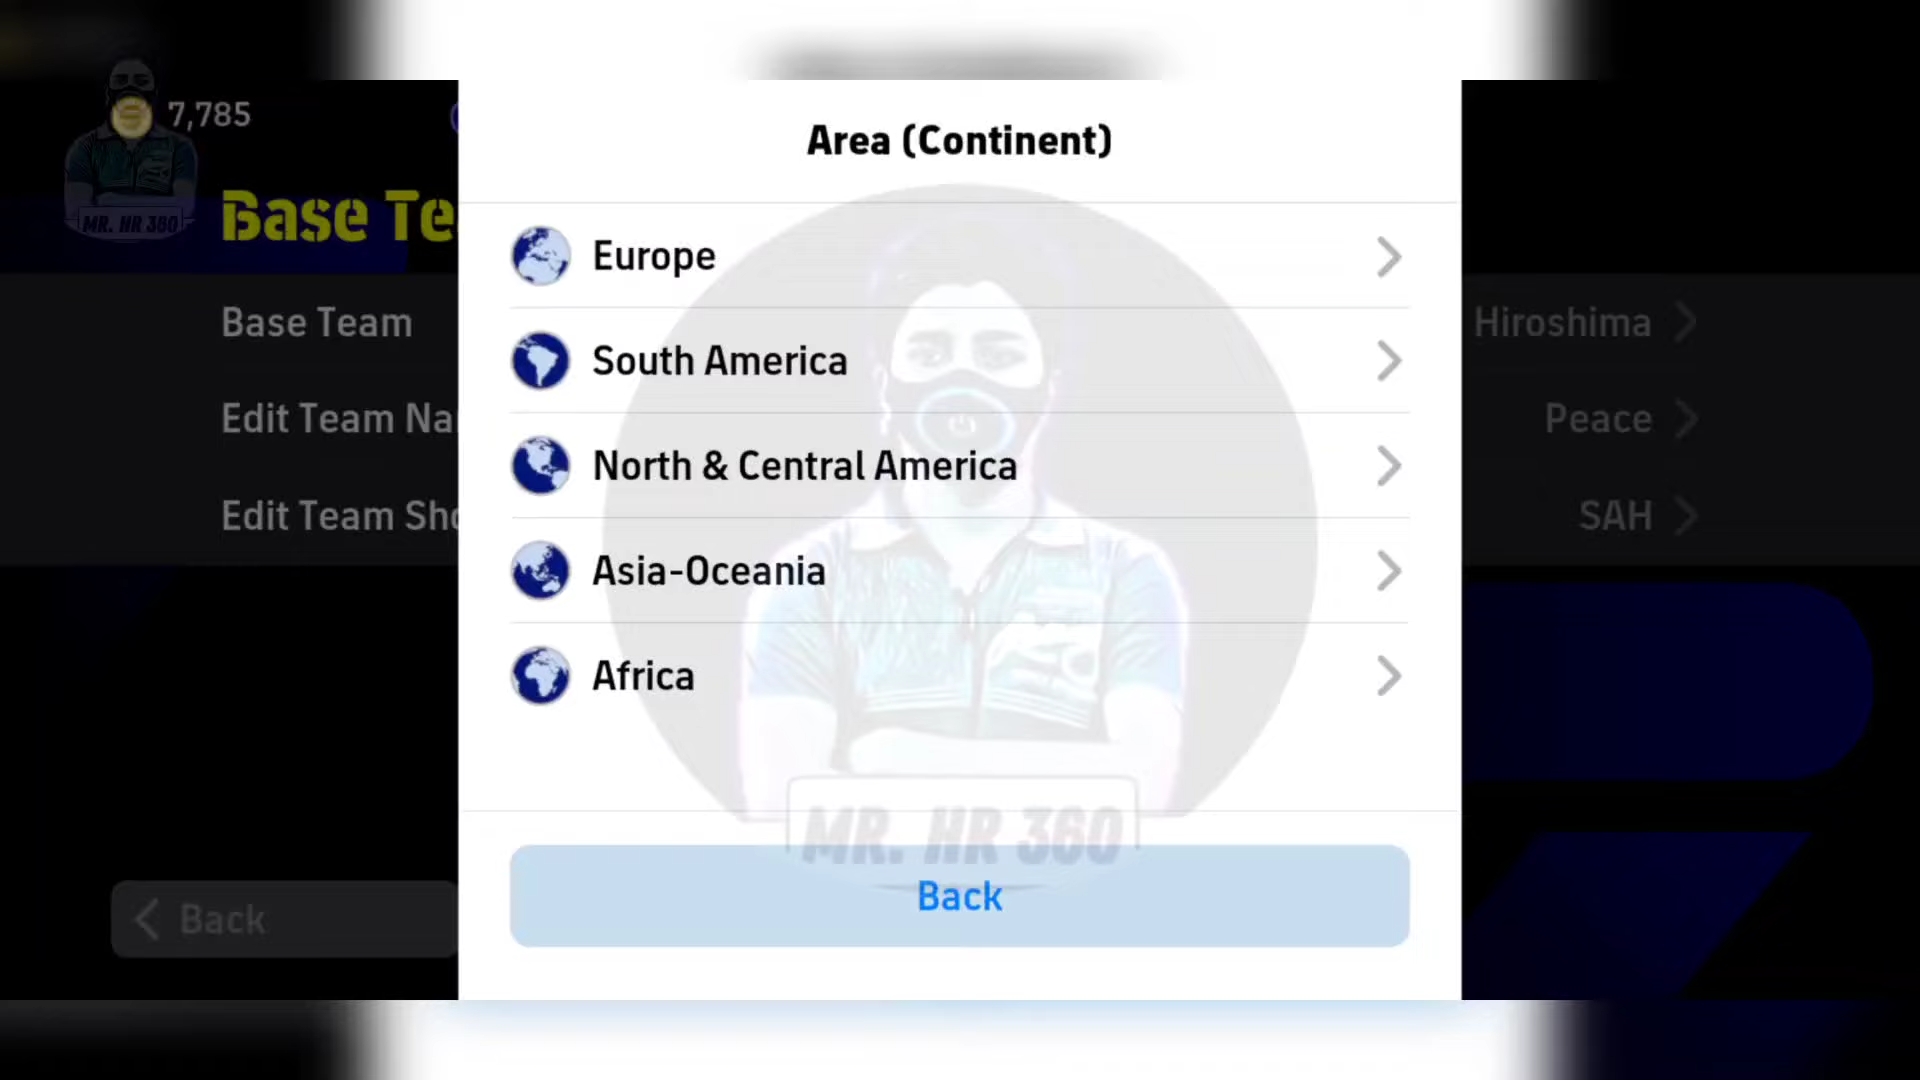 7,785
MR. HR 360
Base Te
Base Team
Hiroshima
Edit Team Na
Peace
Edit Team Sho
SAH
Back
Area (Continent)
Europe
South America
North & Central America
Asia-Oceania
Africa
MR. HR 360
Back